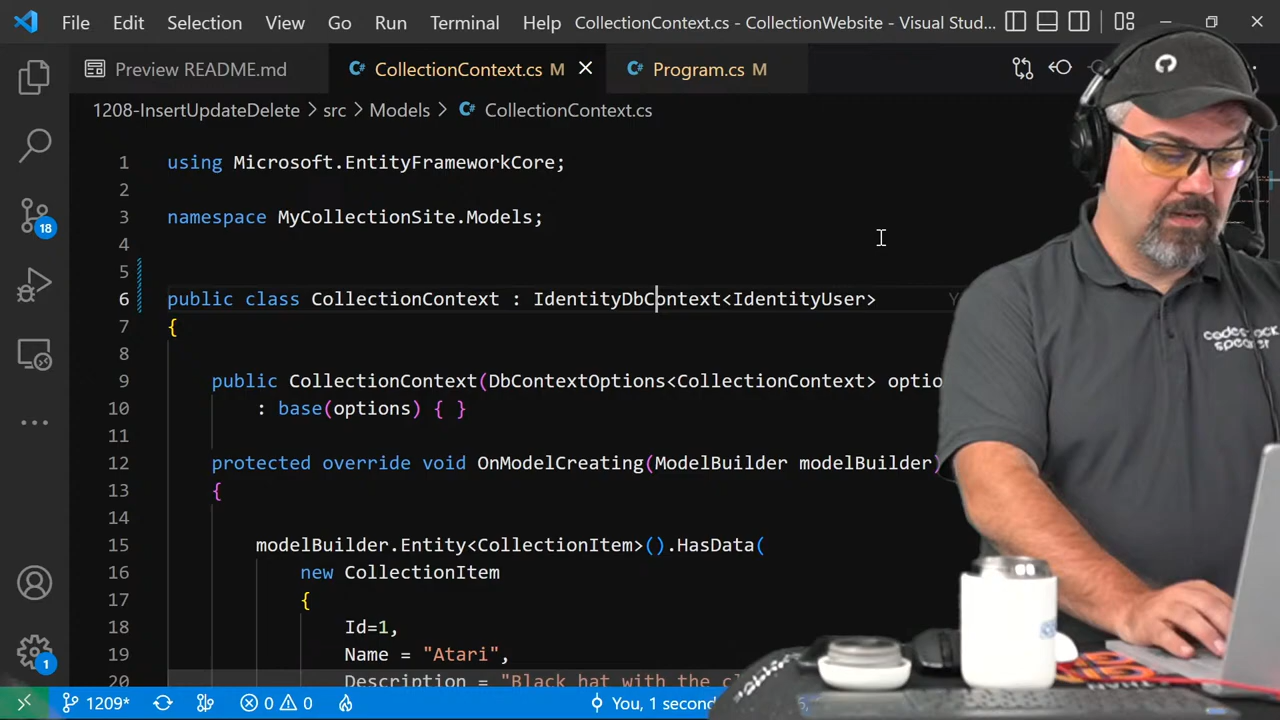 File Edit Selection View Go Run Terminal Help CollectionContext.cs - CollectionWebsite - Visual Stud...
Preview README.md CollectionContext.cs M Program.cs M
1208-InsertUpdateDelete > src > Models > CollectionContext.cs
1 using Microsoft.EntityFrameworkCore;
2
3 namespace MyCollectionSite.Models;
4
5
6 public class CollectionContext : IdentityDbContext<IdentityUser>
7 {
8
9 public CollectionContext(DbContextOptions<CollectionContext> optio
10 : base(options) { }
11
12 protected override void OnModelCreating(ModelBuilder modelBuilder)
13 {
14
15 modelBuilder.Entity<CollectionItem>().HasData(
16 new CollectionItem
17 {
18 Id=1,
19 Name = "Atari",
20 Description = "Black hat with the c
18
1
1209* 0 0 You, 1 second
codestock
speaker
THAN